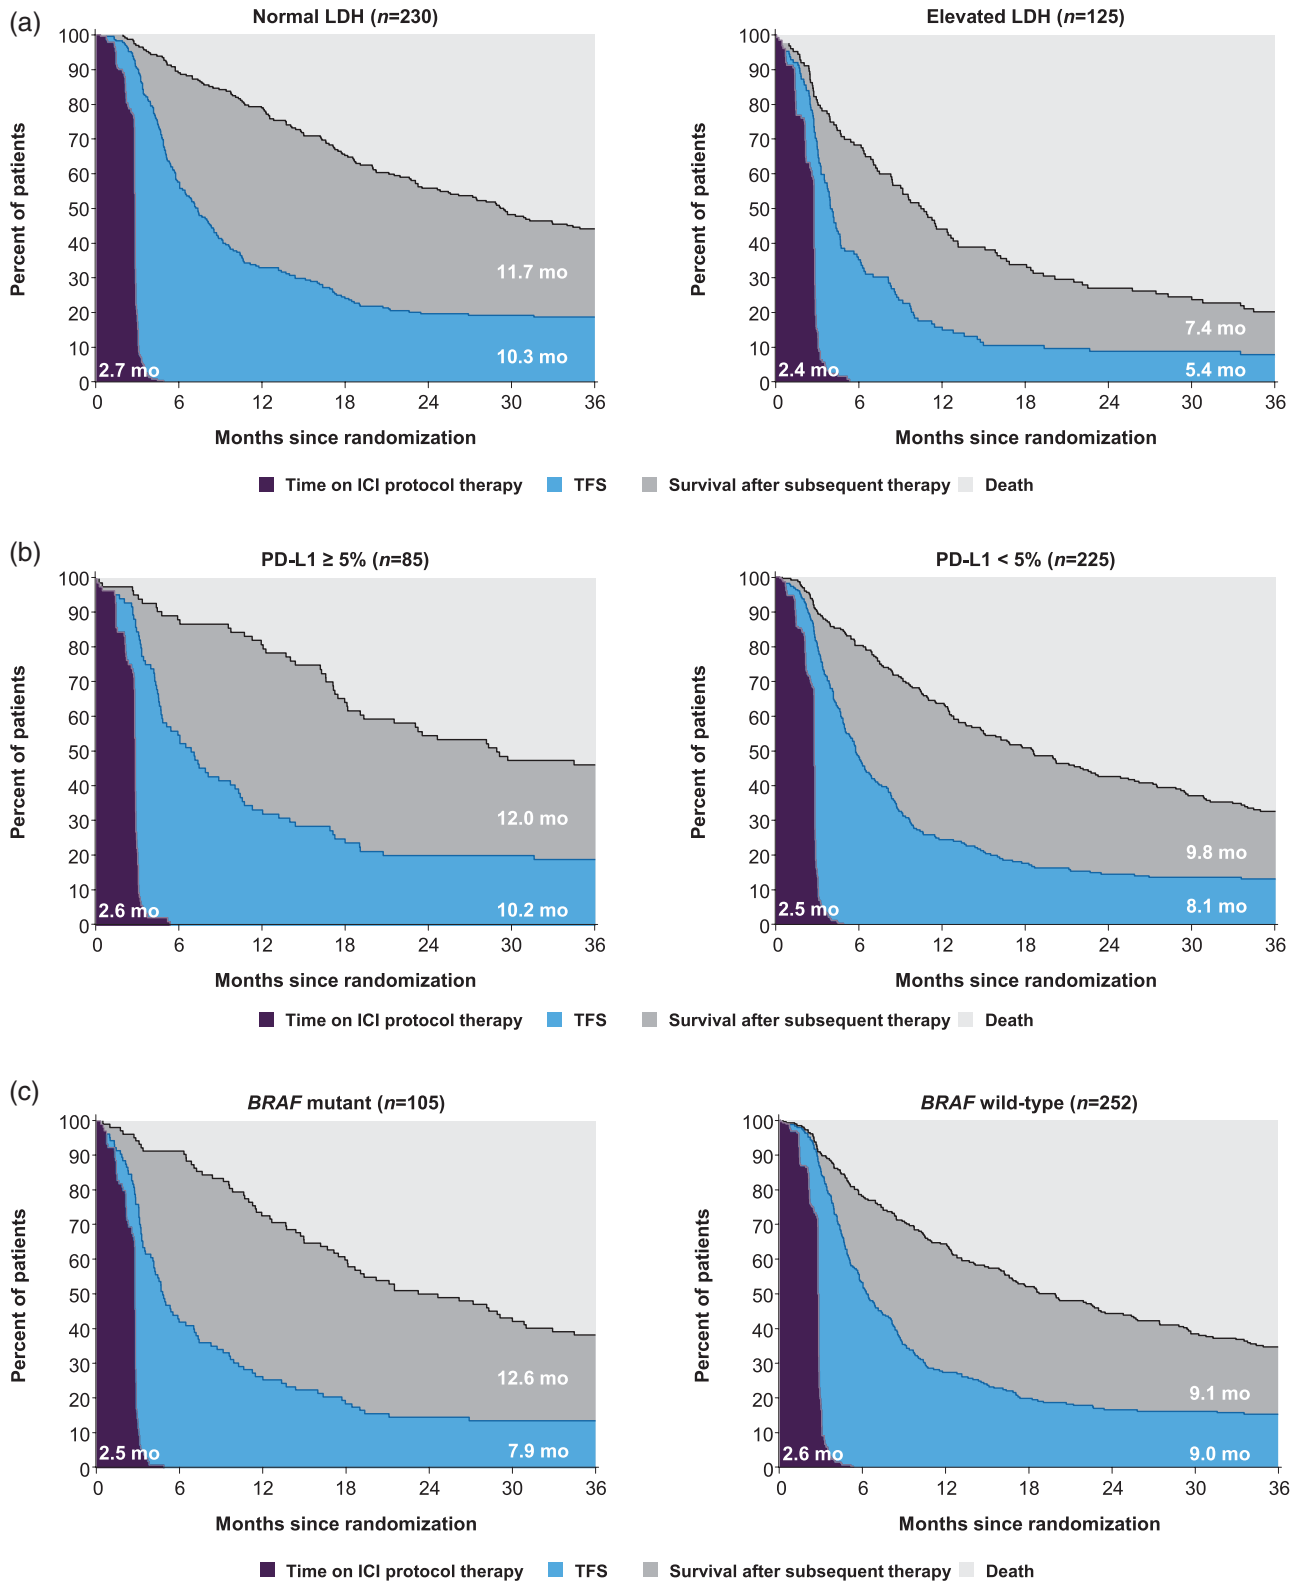 (a)
Normal LDH (n=230)
Elevated LDH (n=125)
Percent of patients
100
90
80
70
60
50
40
30
20
10
0
11.7 mo
10.3 mo
2.7 mo
0 6 12 18 24 30 36
Months since randomization
Percent of patients
100
90
80
70
60
50
40
30
20
10
0
7.4 mo
5.4 mo
2.4 mo
0 6 12 18 24 30 36
Months since randomization
Time on ICI protocol therapy TFS Survival after subsequent therapy Death
(b)
PD-L1 ≥ 5% (n=85)
PD-L1 < 5% (n=225)
Percent of patients
100
90
80
70
60
50
40
30
20
10
0
12.0 mo
10.2 mo
2.6 mo
0 6 12 18 24 30 36
Months since randomization
Percent of patients
100
90
80
70
60
50
40
30
20
10
0
9.8 mo
8.1 mo
2.5 mo
0 6 12 18 24 30 36
Months since randomization
Time on ICI protocol therapy TFS Survival after subsequent therapy Death
(c)
BRAF mutant (n=105)
BRAF wild-type (n=252)
Percent of patients
100
90
80
70
60
50
40
30
20
10
0
12.6 mo
7.9 mo
2.5 mo
0 6 12 18 24 30 36
Months since randomization
Percent of patients
100
90
80
70
60
50
40
30
20
10
0
9.1 mo
9.0 mo
2.6 mo
0 6 12 18 24 30 36
Months since randomization
Time on ICI protocol therapy TFS Survival after subsequent therapy Death